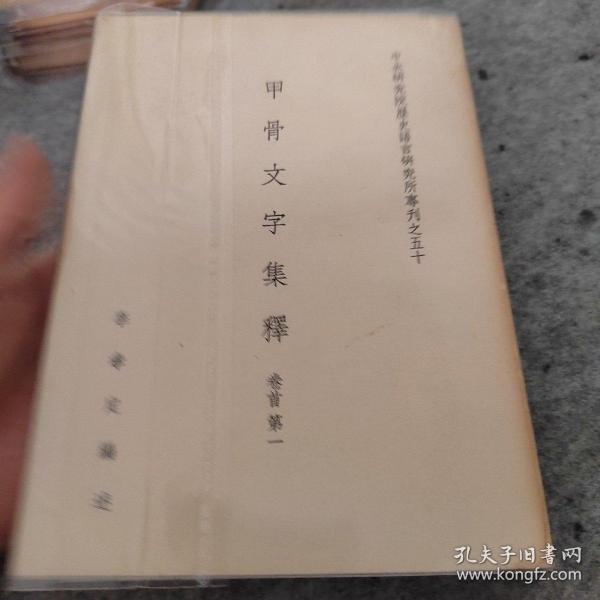 中央研究院歷史語言研究所專刊之五十
甲骨文字集釋 卷首 第一
李孝定編述
孔夫子旧书网
www.kongfz.com